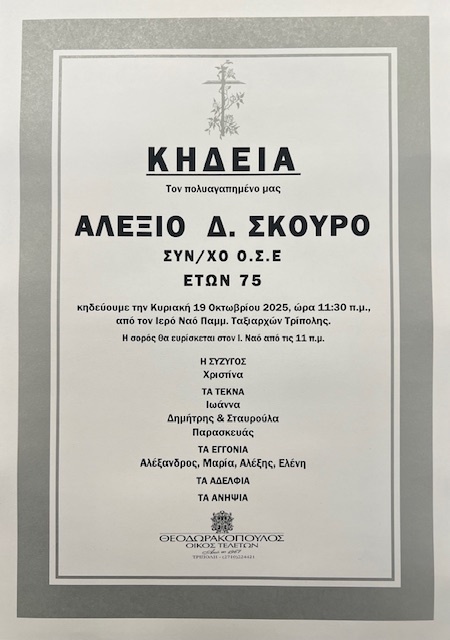 ΚΗΔΕΙΑ
Τον πολυαγαπημένο μας
ΑΛΕΞΙΟ Δ. ΣΚΟΥΡΟ
ΣΥΝ/ΧΟ Ο.Σ.Ε
ΕΤΩΝ 75
κηδεύουμε την Κυριακή 19 Οκτωβρίου 2025, ώρα 11:30 π.μ.,
από τον Ιερό Ναό Παμμ. Ταξιαρχών Τρίπολης.
Η σορός θα ευρίσκεται στον Ι. Ναό από τις 11 π.μ.
Η ΣΥΖΥΓΟΣ
Χριστίνα
ΤΑ ΤΕΚΝΑ
Ιωάννα
Δημήτρης & Σταυρούλα
Παρασκευάς
ΤΑ ΕΓΓΟΝΙΑ
Αλέξανδρος, Μαρία, Αλέξης, Ελένη
ΤΑ ΑΔΕΛΦΙΑ
ΤΑ ΑΝΗΨΙΑ
ΘΕΟΔΩΡΑΚΟΠΟΥΛΟΣ
ΟΙΚΟΣ ΤΕΛΕΤΩΝ
ΤΡΙΠΟΛΗ